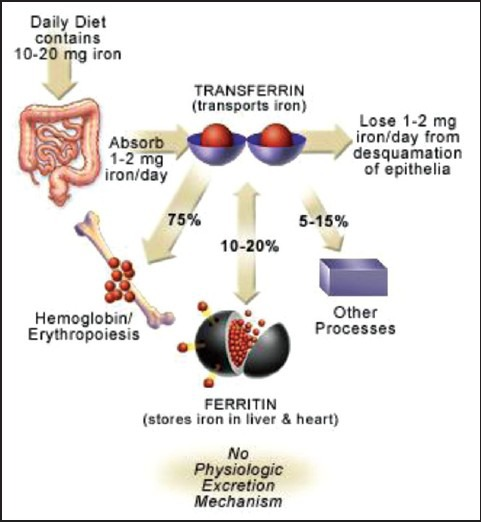 Daily Diet
contains
10-20 mg iron
TRANSFERRIN
(transports iron)
Absorb
1-2 mg
iron/day
Lose 1-2 mg
iron/day from
desquamation
of epithelia
75%
10-20%
5-15%
Hemoglobin/
Erythropoiesis
Other
Processes
FERRITIN
(stores iron in liver & heart)
No
Physiologic
Excretion
Mechanism